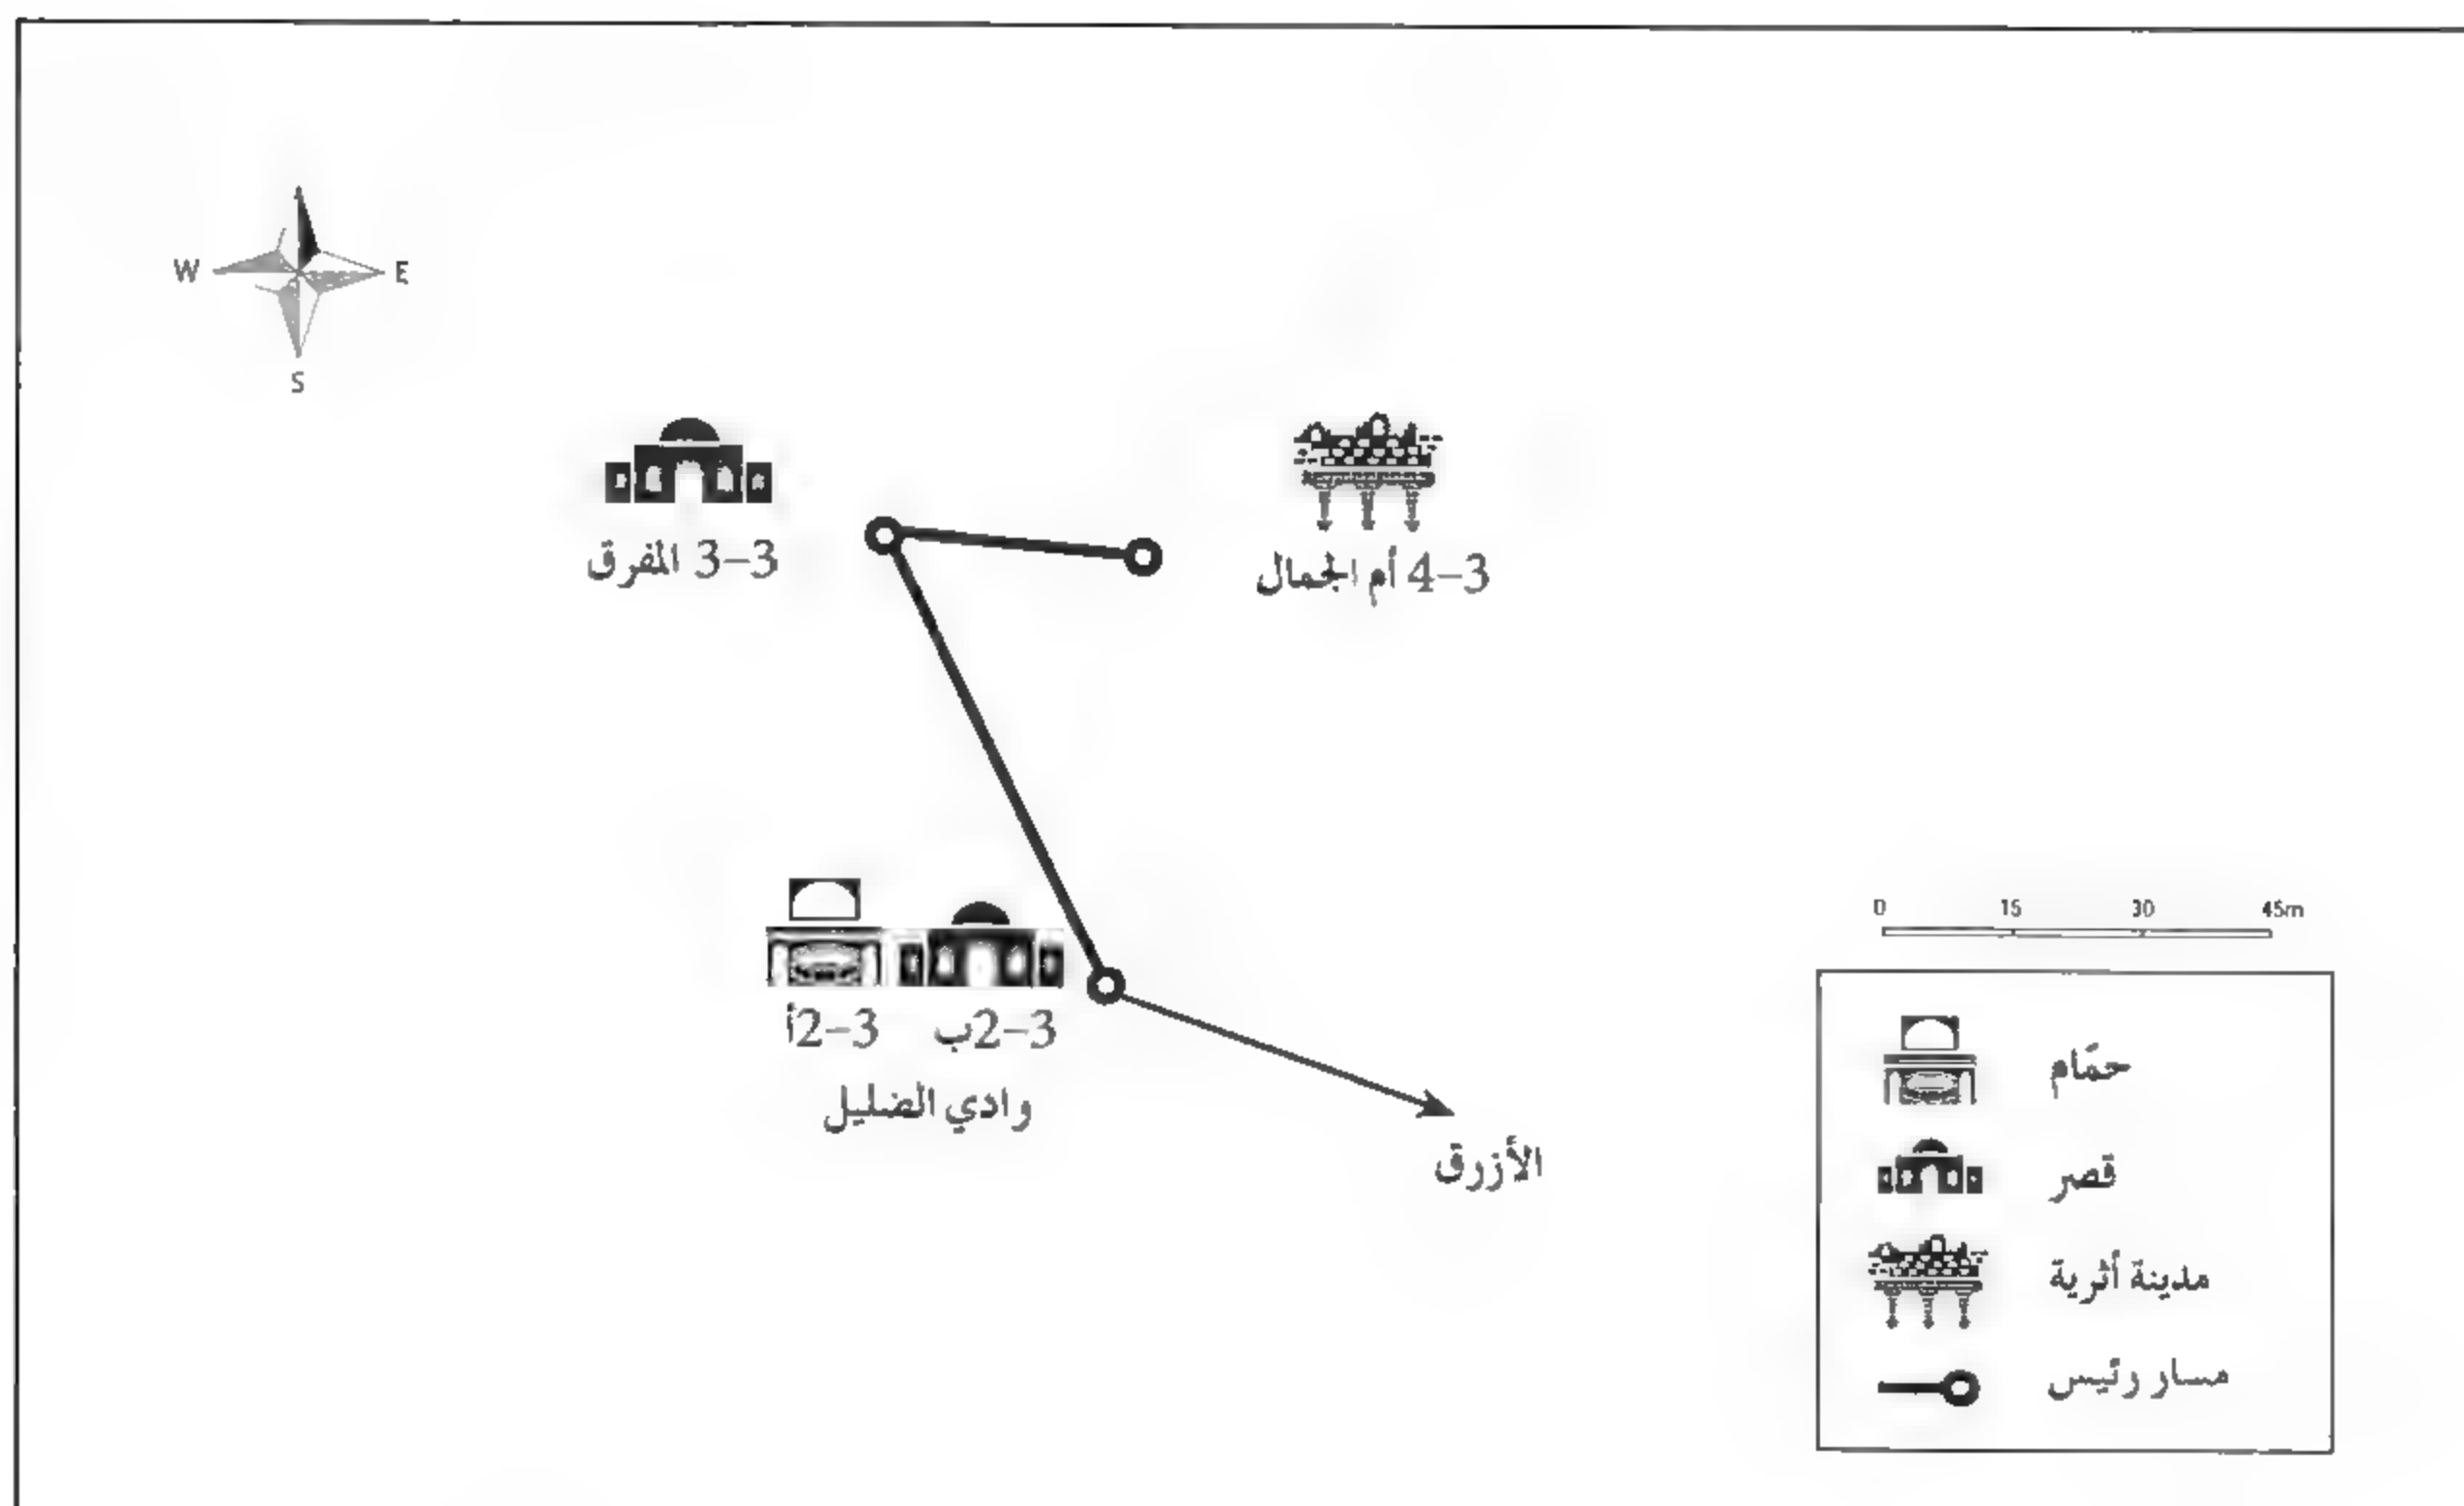 W E
S
3–3 المفرق
3–4 أم الجمال
3–2أ 3–2ب
وادي الضليل
الأزرق
0 15 30 45m
حمّام
قصر
مدينة أثرية
مسار رئيس